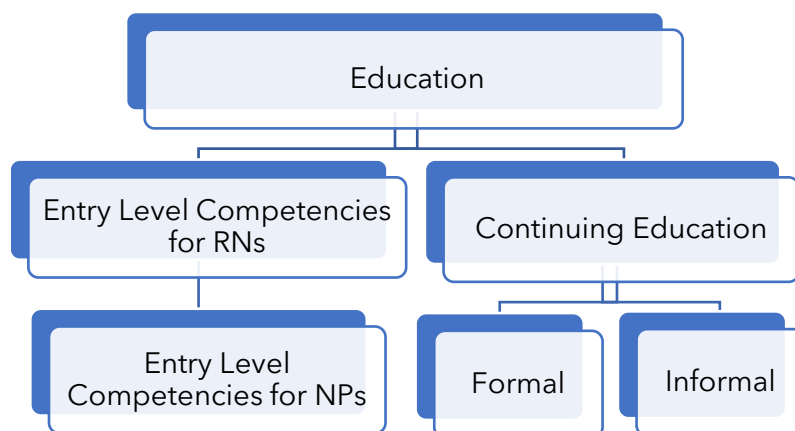 Education
Entry Level Competencies
for RNs
Continuing Education
Entry Level
Competencies for NPs
Formal
Informal